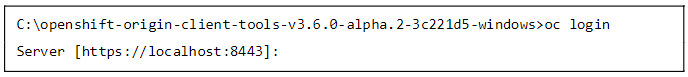 C:\openshift-origin-client-tools-v3.6.0-alpha.2-3c221d5-windows>oc login
Server [https://localhost:8443]: